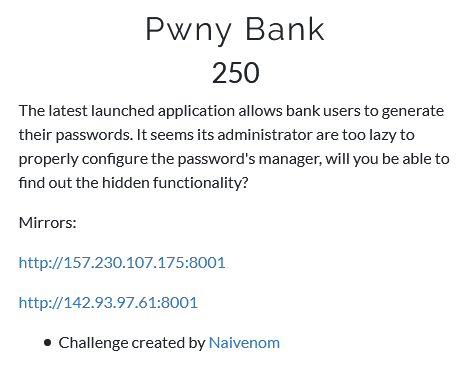 Pwny Bank
250
The latest launched application allows bank users to generate
their passwords. It seems its administrator are too lazy to
properly configure the password's manager, will you be able to
find out the hidden functionality?
Mirrors:
http://157.230.107.175:8001
http://142.93.97.61:8001
• Challenge created by Naivenom